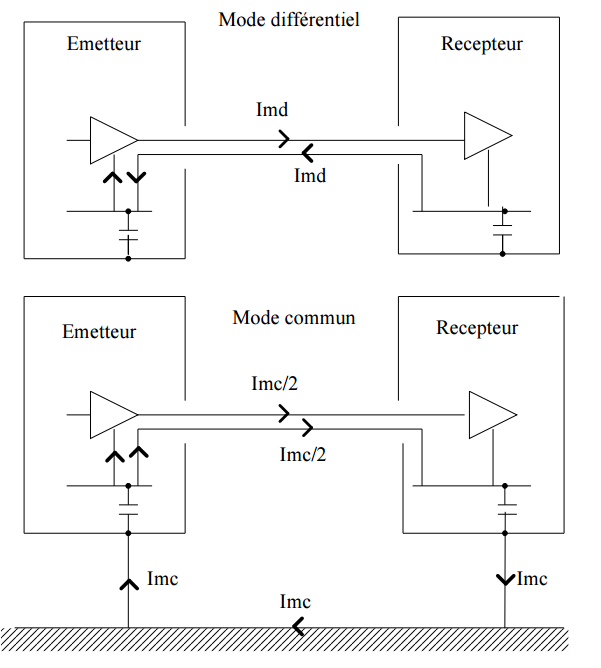 Mode différentiel
Emetteur
Recepteur
Imd
Imd
Mode commun
Emetteur
Recepteur
Imc/2
Imc/2
Imc
Imc
Imc